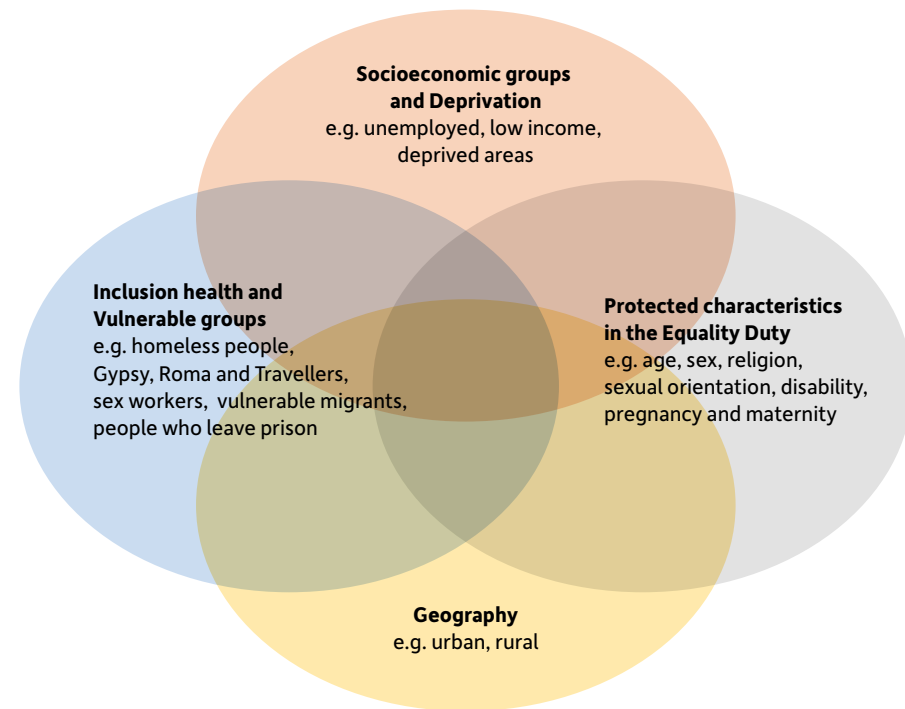 Socioeconomic groups
and Deprivation
e.g. unemployed, low income,
deprived areas
Inclusion health and
Vulnerable groups
e.g. homeless people,
Gypsy, Roma and Travellers,
sex workers,  vulnerable migrants,
people who leave prison
Protected characteristics
in the Equality Duty
e.g. age, sex, religion,
sexual orientation, disability,
pregnancy and maternity
Geography
e.g. urban, rural